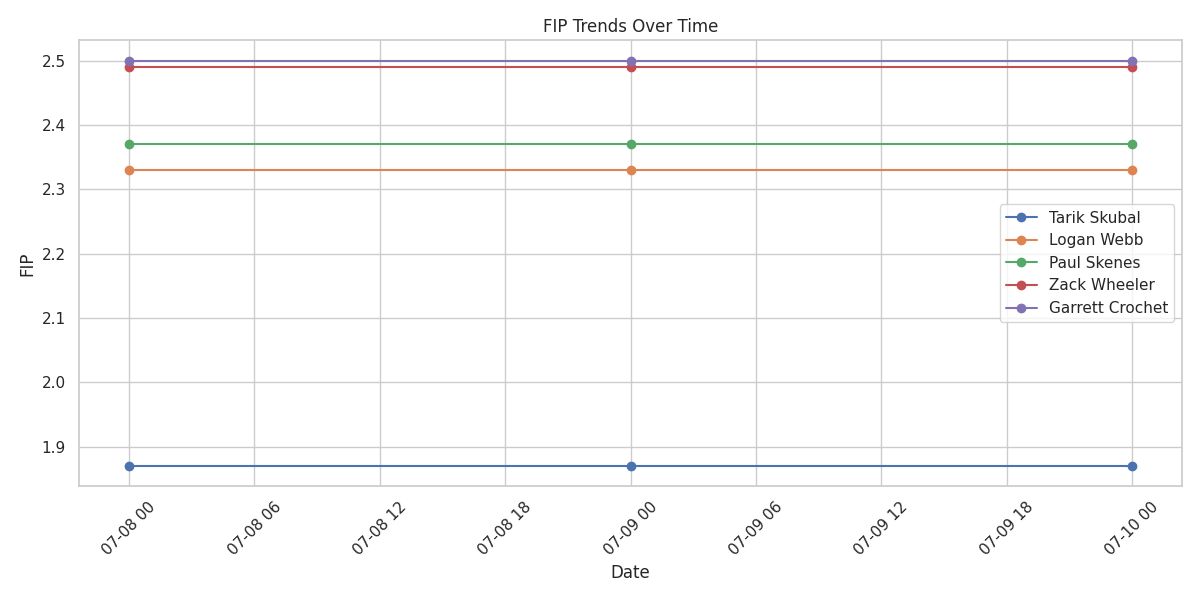 FIP Trends Over Time
2.5
2.4
2.3
2.2
2.1
2.0
1.9
FIP
Tarik Skubal
Logan Webb
Paul Skenes
Zack Wheeler
Garrett Crochet
07-08 00
07-08 06
07-08 12
07-08 18
07-09 00
07-09 06
07-09 12
07-09 18
07-10 00
Date